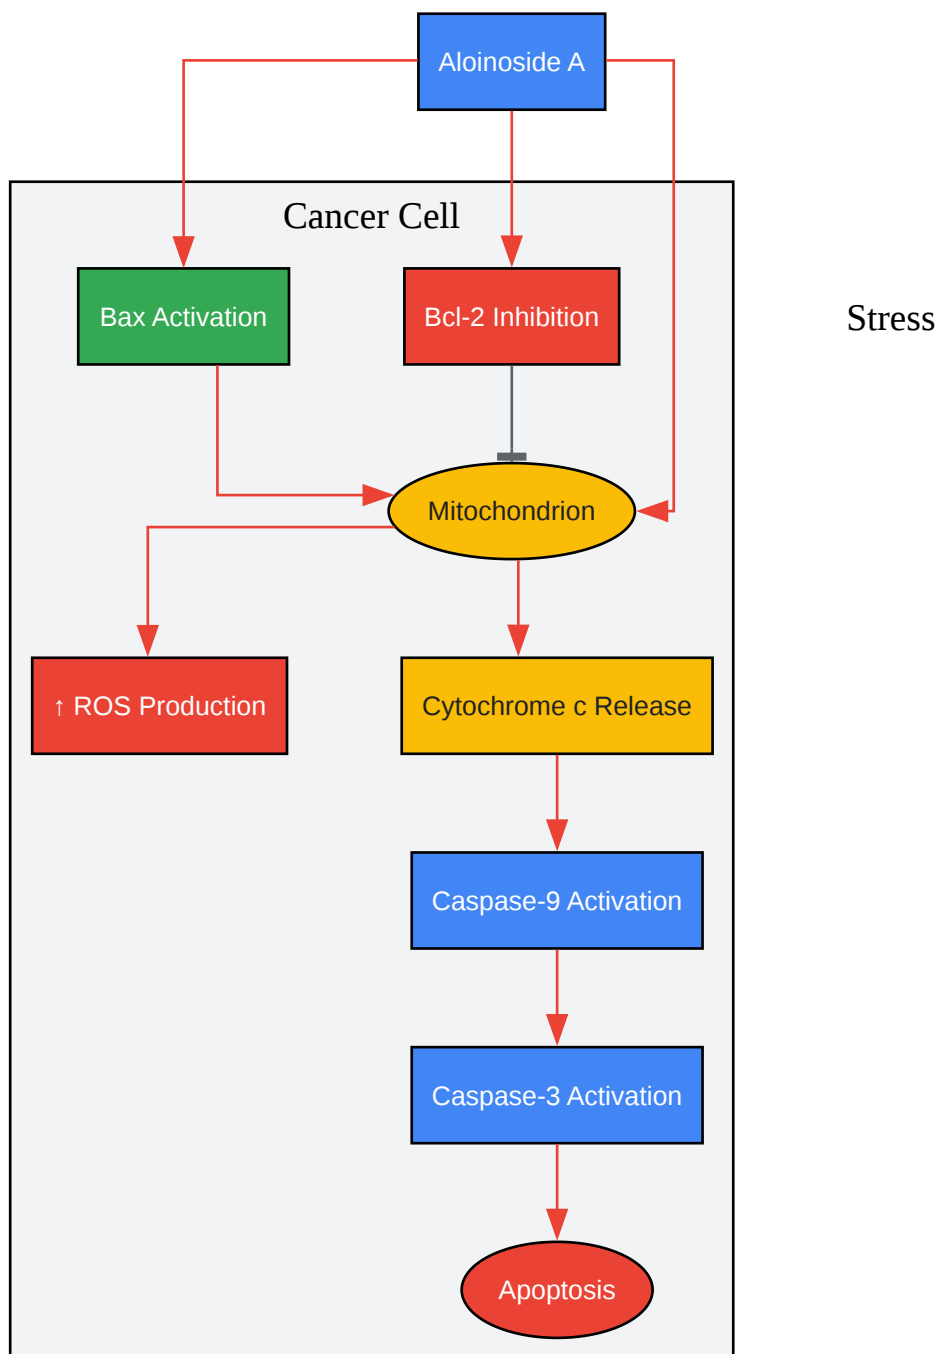 Aloinoside A
Cancer Cell
Bax Activation
Bcl-2 Inhibition
Stress
Mitochondrion
↑ ROS Production
Cytochrome c Release
Caspase-9 Activation
Caspase-3 Activation
Apoptosis